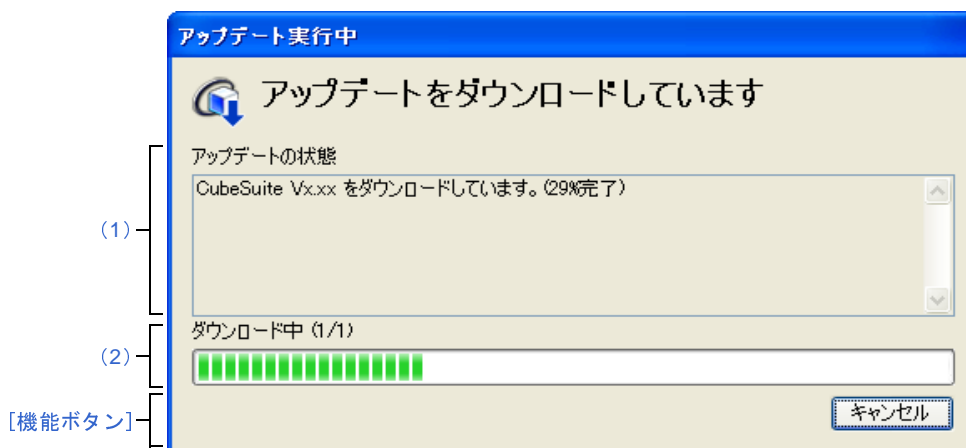 アップデート実行中
アップデートをダウンロードしています
アップデートの状態
CubeSuite Vx.xx をダウンロードしています。(29%完了)
(1)
ダウンロード中 (1/1)
(2)
キャンセル
[機能ボタン]